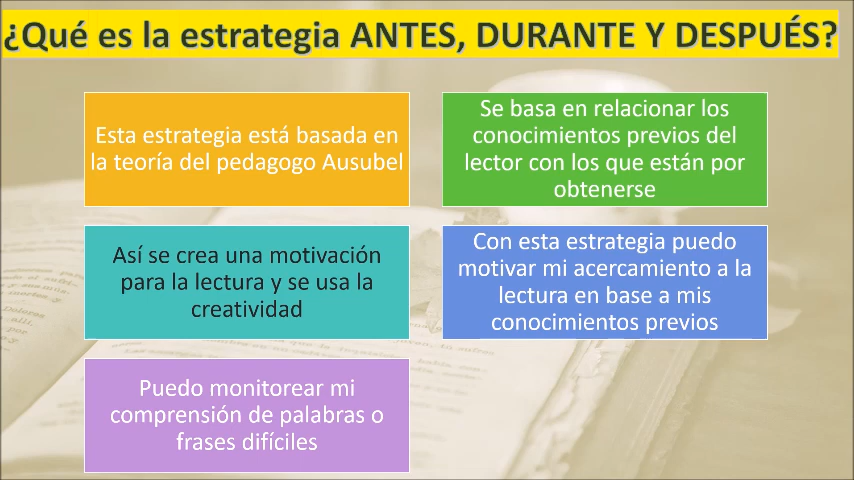 ¿Qué es la estrategia ANTES, DURANTE Y DESPUÉS?
Esta estrategia está basada en
la teoría del pedagogo Ausubel
Se basa en relacionar los
conocimientos previos del
lector con los que están por
obtenerse
Así se crea una motivación
para la lectura y se usa la
creatividad
Con esta estrategia puedo
motivar mi acercamiento a la
lectura en base a mis
conocimientos previos
Puedo monitorear mi
comprensión de palabras o
frases difíciles